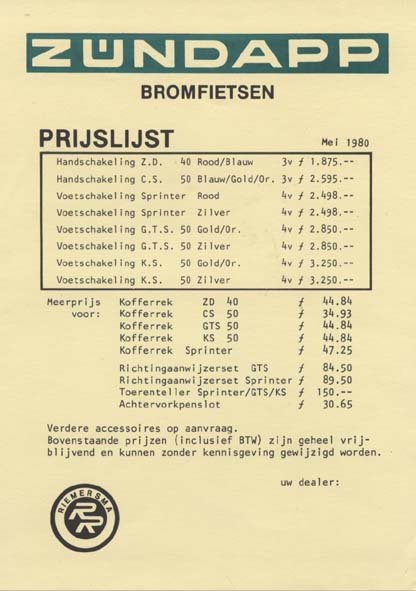 ZÜNDAPP
BROMFIETSEN
PRIJSLIJST Mei 1980
Handschakeling Z.D. 40 Rood/Blauw 3v ƒ 1.875.--
Handschakeling C.S. 50 Blauw/Gold/Or. 3v ƒ 2.595.--
Voetschakeling Sprinter Rood 4v ƒ 2.498.--
Voetschakeling Sprinter Zilver 4v ƒ 2.498.--
Voetschakeling G.T.S. 50 Gold/Or. 4v ƒ 2.850.--
Voetschakeling G.T.S. 50 Zilver 4v ƒ 2.850.--
Voetschakeling K.S. 50 Gold/Or. 4v ƒ 3.250.--
Voetschakeling K.S. 50 Zilver 4v ƒ 3.250.--
Meerprijs Kofferrek ZD 40 ƒ 44.84
voor: Kofferrek CS 50 ƒ 34.93
Kofferrek GTS 50 ƒ 44.84
Kofferrek KS 50 ƒ 44.84
Kofferrek Sprinter ƒ 47.25
Richtingaanwijzerset GTS ƒ 84.50
Richtingaanwijzerset Sprinter ƒ 89.50
Toerenteller Sprinter/GTS/KS ƒ 150.--
Achtervorkpenslot ƒ 30.65
Verdere accessoires op aanvraag.
Bovenstaande prijzen (inclusief BTW) zijn geheel vrij-
blijvend en kunnen zonder kennisgeving gewijzigd worden.
uw dealer:
RIEMERSMA
RR